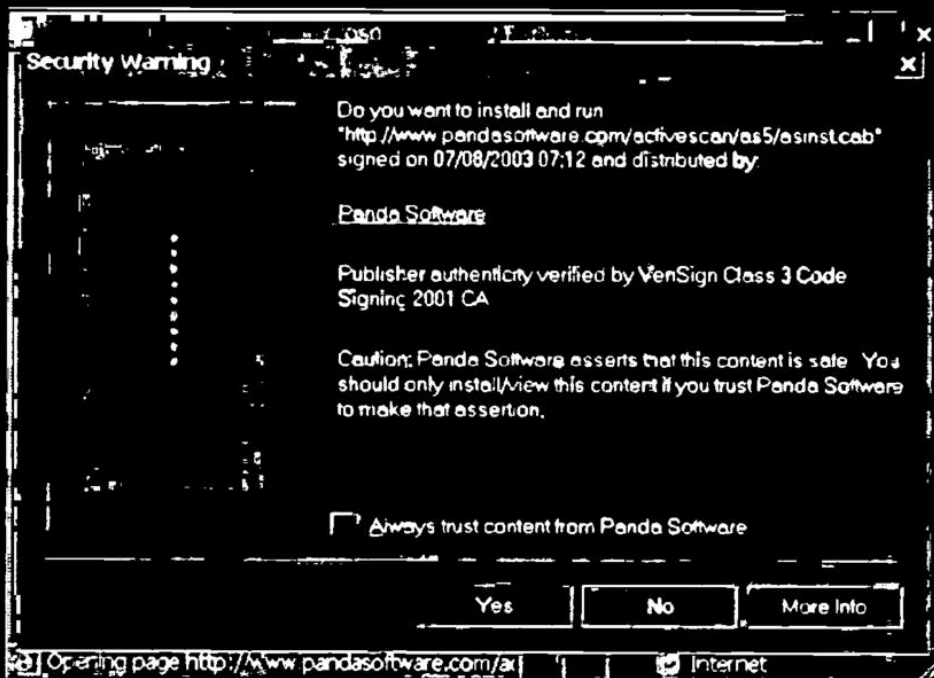 Security Warning
Do you want to install and run
"http://www.pandasoftware.com/activescan/as5/asinst.cab"
signed on 07/08/2003 07:12 and distributed by:
Panda Software
Publisher authenticity verified by VeriSign Class 3 Code
Signing 2001 CA
Caution: Panda Software asserts that this content is safe. You
should only install/view this content if you trust Panda Software
to make that assertion.
Always trust content from Panda Software
Yes
No
More Info
Opening page http://www.pandasoftware.com/ac
Internet